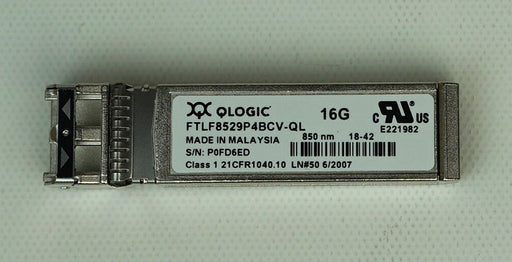 QLOGIC 16G
FTLF8529P4BCV-QL
MADE IN MALAYSIA 850 nm 18-42
S/N: P0FD6ED
Class 1 21CFR1040.10 LN#50 6/2007
c RU US
E221982